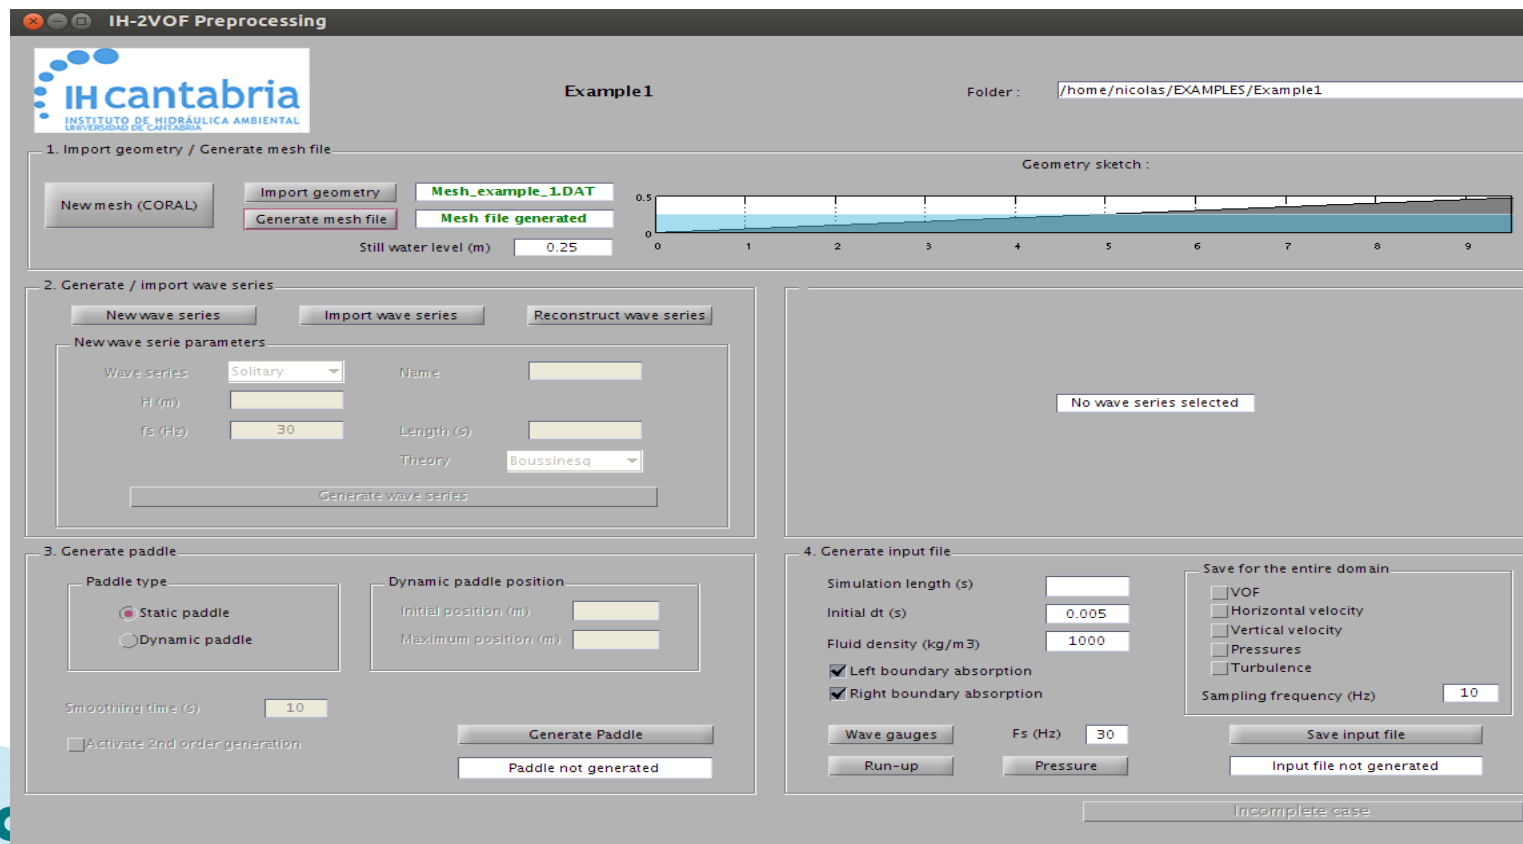 IH-2VOF Preprocessing
IHcantabria
INSTITUTO DE HIDRÁULICA AMBIENTAL
UNIVERSIDAD DE CANTABRIA
Example1
Folder :
/home/nicolas/EXAMPLES/Example1
1. Import geometry / Generate mesh file
New mesh (CORAL)
Import geometry
Mesh_example_1.DAT
Generate mesh file
Mesh file generated
Still water level (m)
0.25
Geometry sketch :
0.5
0
0 1 2 3 4 5 6 7 8 9
2. Generate / import wave series
New wave series
Import wave series
Reconstruct wave series
New wave serie parameters
Wave series
Solitary
Name
H (m)
fs (Hz)
30
Length (s)
Theory
Boussinesq
Generate wave series
No wave series selected
3. Generate paddle
Paddle type
Static paddle
Dynamic paddle
Dynamic paddle position
Initial position (m)
Maximum position (m)
Smoothing time (s)
10
Activate 2nd order generation
Generate Paddle
Paddle not generated
4. Generate input file
Simulation length (s)
Initial dt (s)
0.005
Fluid density (kg/m3)
1000
Left boundary absorption
Right boundary absorption
Wave gauges
Fs (Hz)
30
Run-up
Pressure
Save for the entire domain
VOF
Horizontal velocity
Vertical velocity
Pressures
Turbulence
Sampling frequency (Hz)
10
Save input file
Input file not generated
Incomplete case